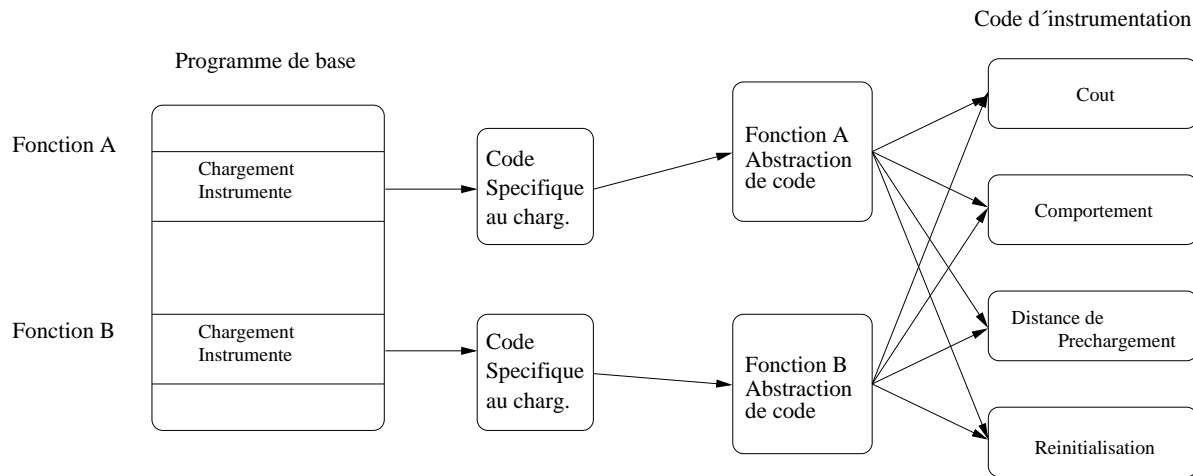 Code d´instrumentation
Programme de base
Cout
Fonction A
Chargement
Instrumente
Code
Specifique
au charg.
Fonction A
Abstraction
de code
Comportement
Fonction B
Chargement
Instrumente
Code
Specifique
au charg.
Fonction B
Abstraction
de code
Distance de
Prechargement
Reinitialisation